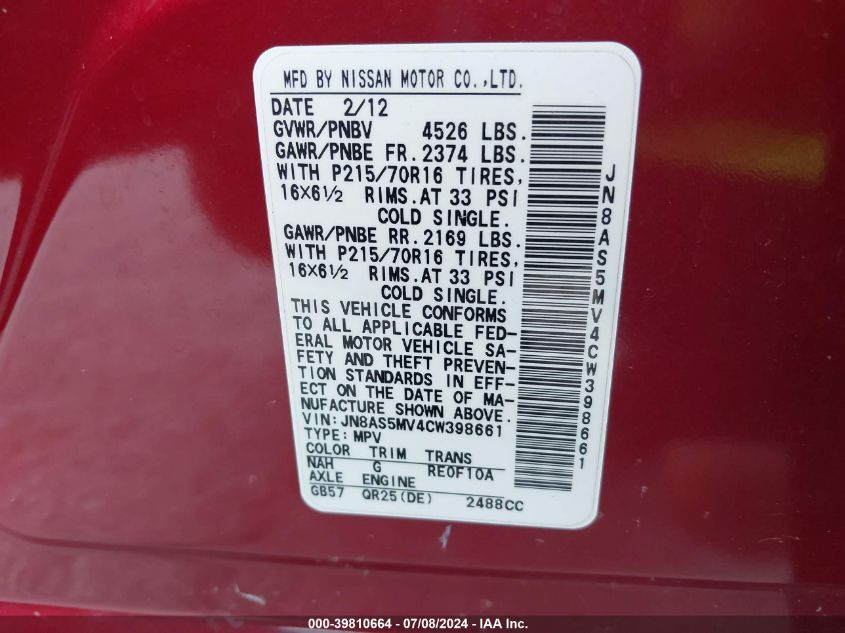 MFD BY NISSAN MOTOR CO.,LTD.
DATE 2/12
GVWR/PNBV 4526 LBS.
GAWR/PNBE FR. 2374 LBS.
WITH P215/70R16 TIRES,
16X6½ RIMS. AT 33 PSI
COLD SINGLE.
GAWR/PNBE RR. 2169 LBS.
WITH P215/70R16 TIRES,
16X6½ RIMS. AT 33 PSI
COLD SINGLE.
THIS VEHICLE CONFORMS
TO ALL APPLICABLE FED-
ERAL MOTOR VEHICLE SA-
FETY AND THEFT PREVEN-
TION STANDARDS IN EFF-
ECT ON THE DATE OF MA-
NUFACTURE SHOWN ABOVE.
VIN:JN8AS5MV4CW398661
TYPE:MPV
COLOR TRIM TRANS
NAH G RE0F10A
AXLE ENGINE
GB57 QR25(DE) 2488CC
JN8AS5MV4CW398661
000-39810664 - 07/08/2024 - IAA Inc.